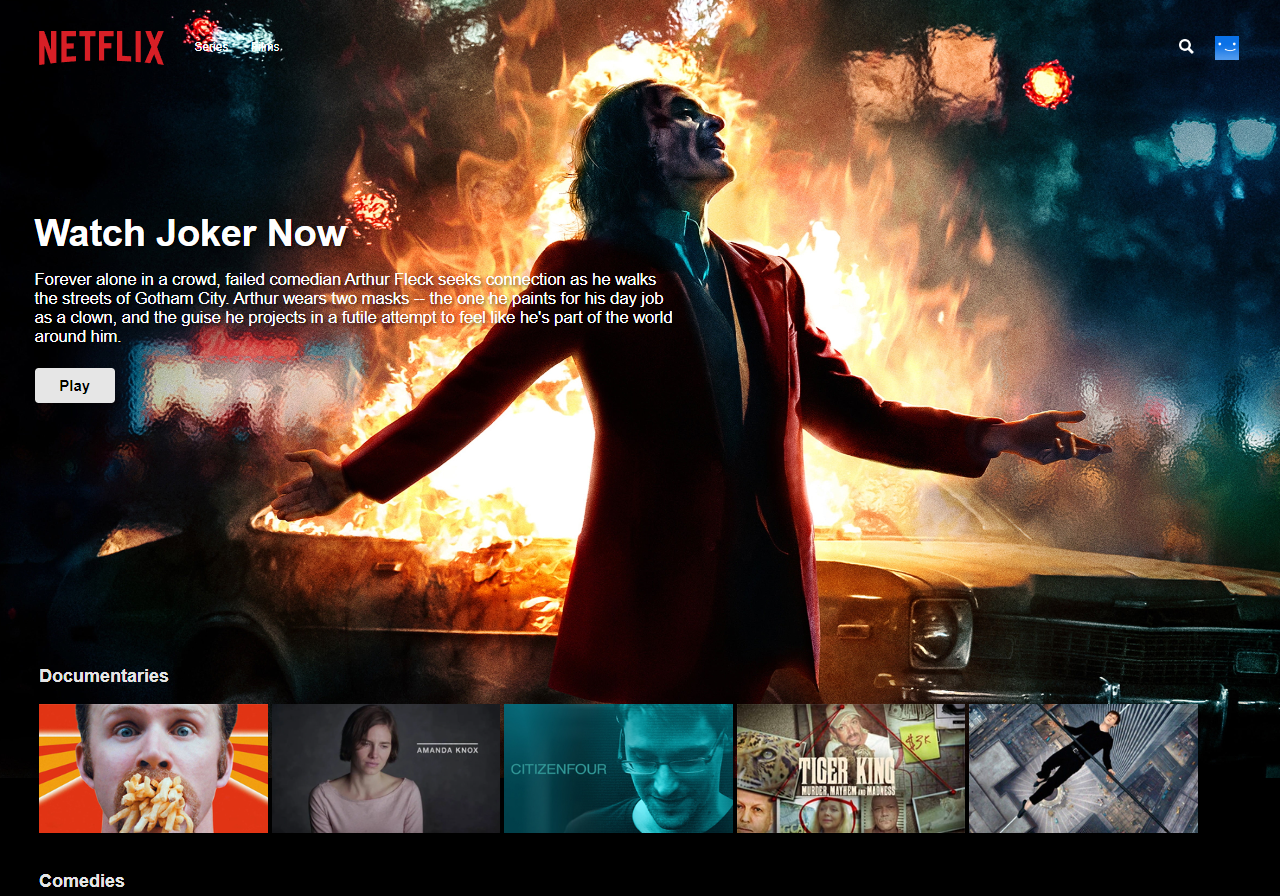 NETFLIX
Series Films
Watch Joker Now
Forever alone in a crowd, failed comedian Arthur Fleck seeks connection as he walks
the streets of Gotham City. Arthur wears two masks -- the one he paints for his day job
as a clown, and the guise he projects in a futile attempt to feel like he's part of the world
around him.
Play
Documentaries
AMANDA KNOX
CITIZENFOUR
$3K
TIGER KING
MURDER, MAYHEM AND MADNESS
Comedies